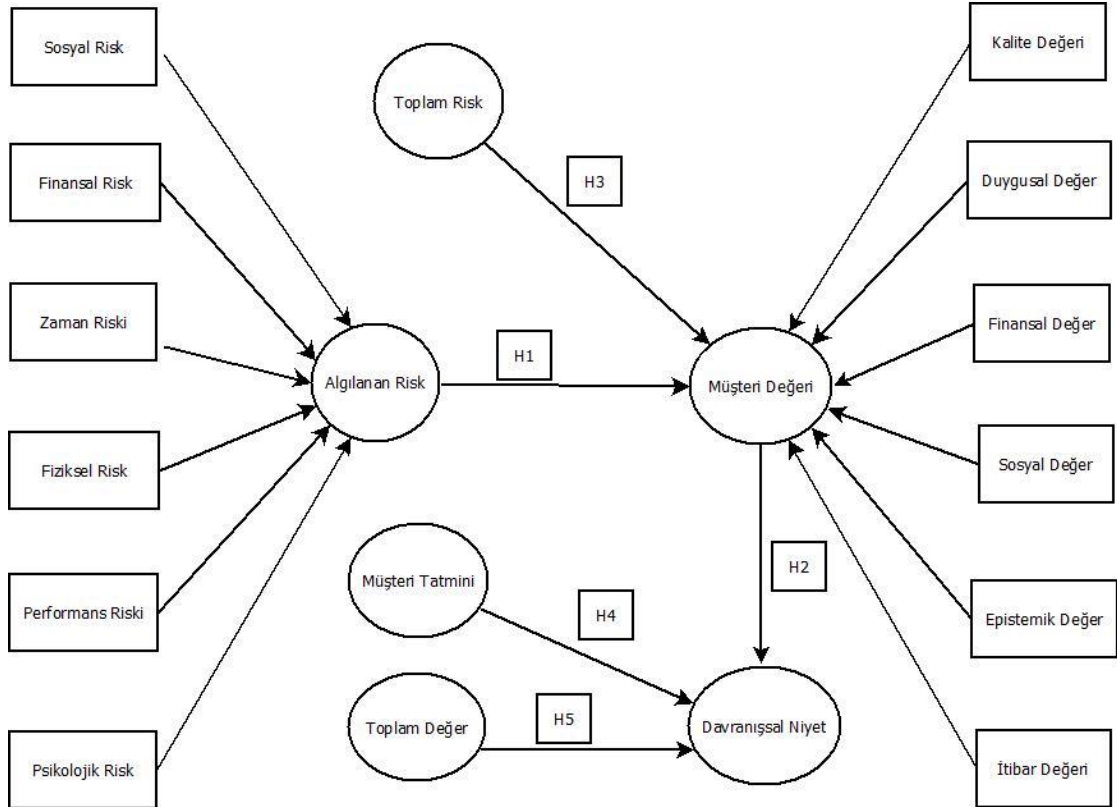 Sosyal Risk
Finansal Risk
Zaman Riski
Fiziksel Risk
Performans Riski
Psikolojik Risk
Toplam Risk
H3
Algılanan Risk
H1
Müşteri Değeri
H2
Müşteri Tatmini
H4
Toplam Değer
H5
Davranışsal Niyet
Kalite Değeri
Duygusal Değer
Finansal Değer
Sosyal Değer
Epistemik Değer
İtibar Değeri